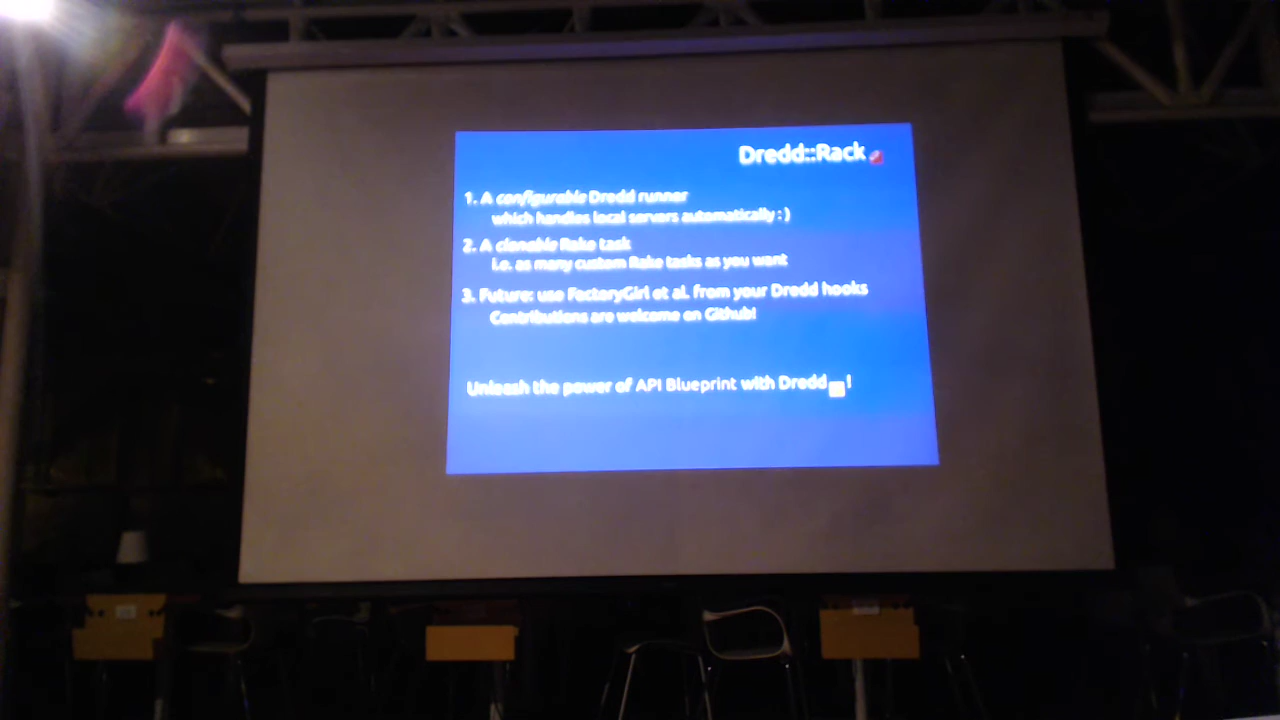 Dredd::Rack
1. A configurable Dredd runner
which handles local servers automatically :)
2. A clonable Rake task
i.e. as many custom Rake tasks as you want
3. Future: use FactoryGirl et al. from your Dredd hooks
Contributions are welcome on Github!
Unleash the power of API Blueprint with Dredd !